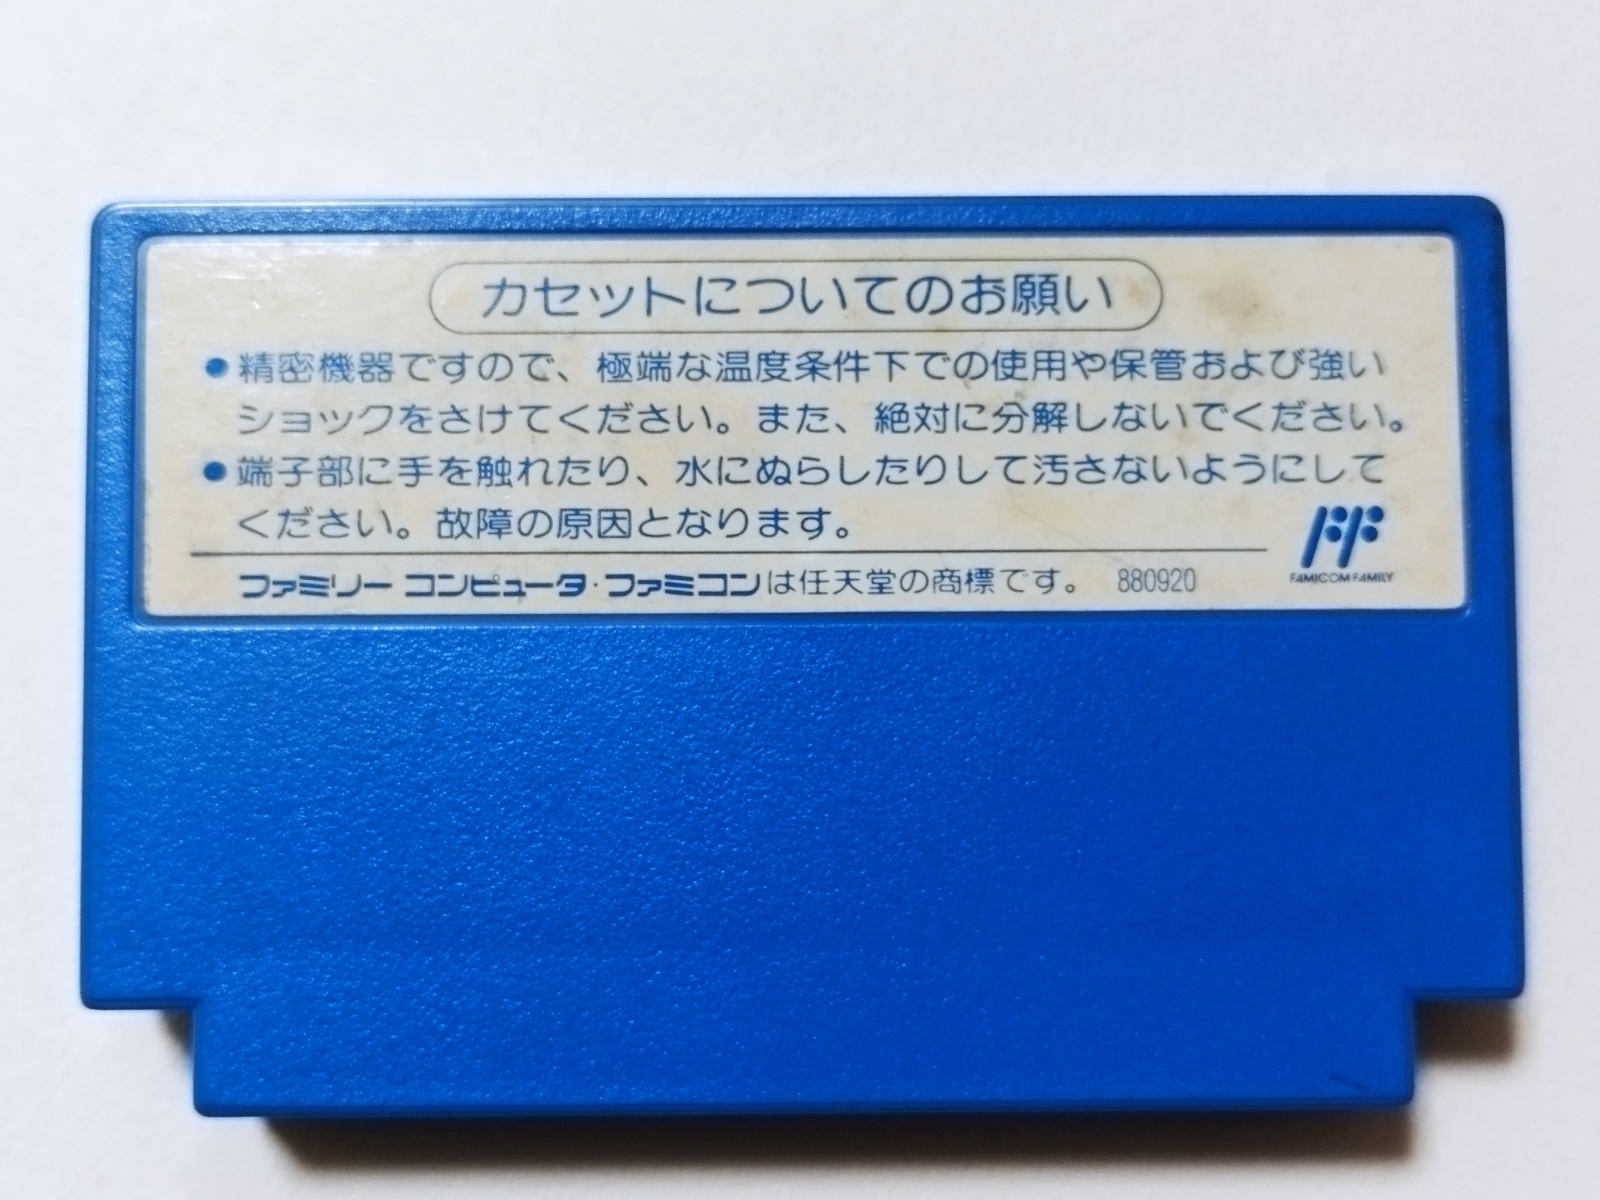 カセットについてのお願い
●精密機器ですので、極端な温度条件下での使用や保管および強い
ショックをさけてください。また、絶対に分解しないでください。
●端子部に手を触れたり、水にぬらしたりして汚さないようにして
ください。故障の原因となります。
ファミリー コンピュータ・ファミコンは任天堂の商標です。 880920
FF
FAMICOM FAMILY